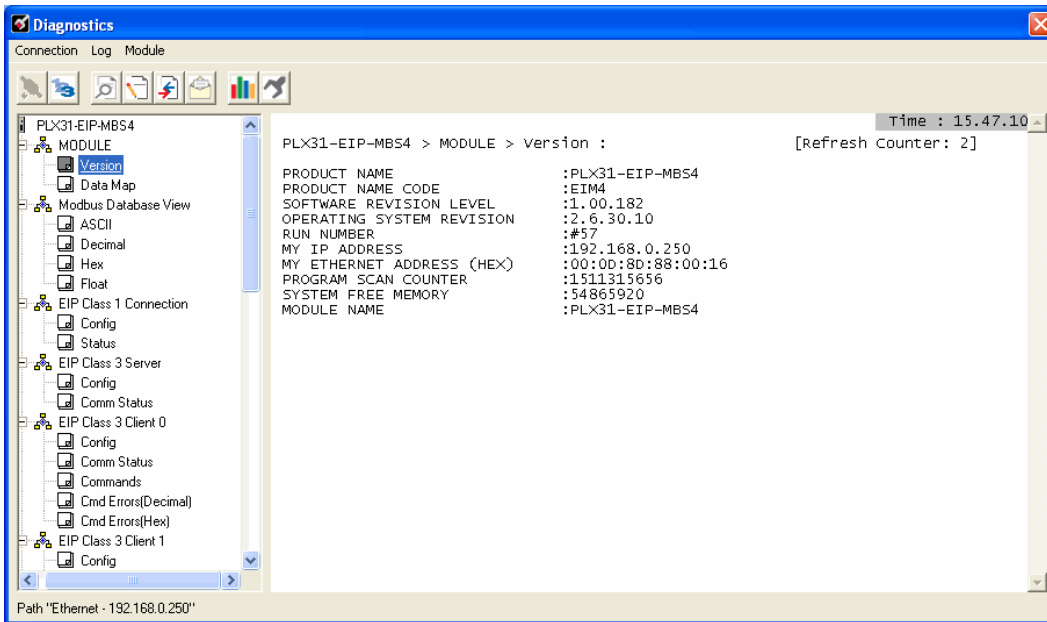 Diagnostics
Connection Log Module
PLX31-EIP-MBS4
MODULE
Version
Data Map
Modbus Database View
ASCII
Decimal
Hex
Float
EIP Class 1 Connection
Config
Status
EIP Class 3 Server
Config
Comm Status
EIP Class 3 Client 0
Config
Comm Status
Commands
Cmd Errors(Decimal)
Cmd Errors(Hex)
EIP Class 3 Client 1
Config
Time : 15.47.10
PLX31-EIP-MBS4 > MODULE > Version : [Refresh Counter: 2]
PRODUCT NAME :PLX31-EIP-MBS4
PRODUCT NAME CODE :EIM4
SOFTWARE REVISION LEVEL :1.00.182
OPERATING SYSTEM REVISION :2.6.30.10
RUN NUMBER :#57
MY IP ADDRESS :192.168.0.250
MY ETHERNET ADDRESS (HEX) :00:0D:8D:88:00:16
PROGRAM SCAN COUNTER :1511315656
SYSTEM FREE MEMORY :54865920
MODULE NAME :PLX31-EIP-MBS4
Path "Ethernet - 192.168.0.250"